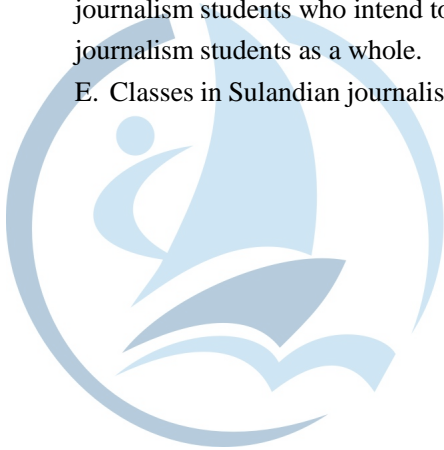 journalism students who intend to
journalism students as a whole.
E. Classes in Sulandian journalis